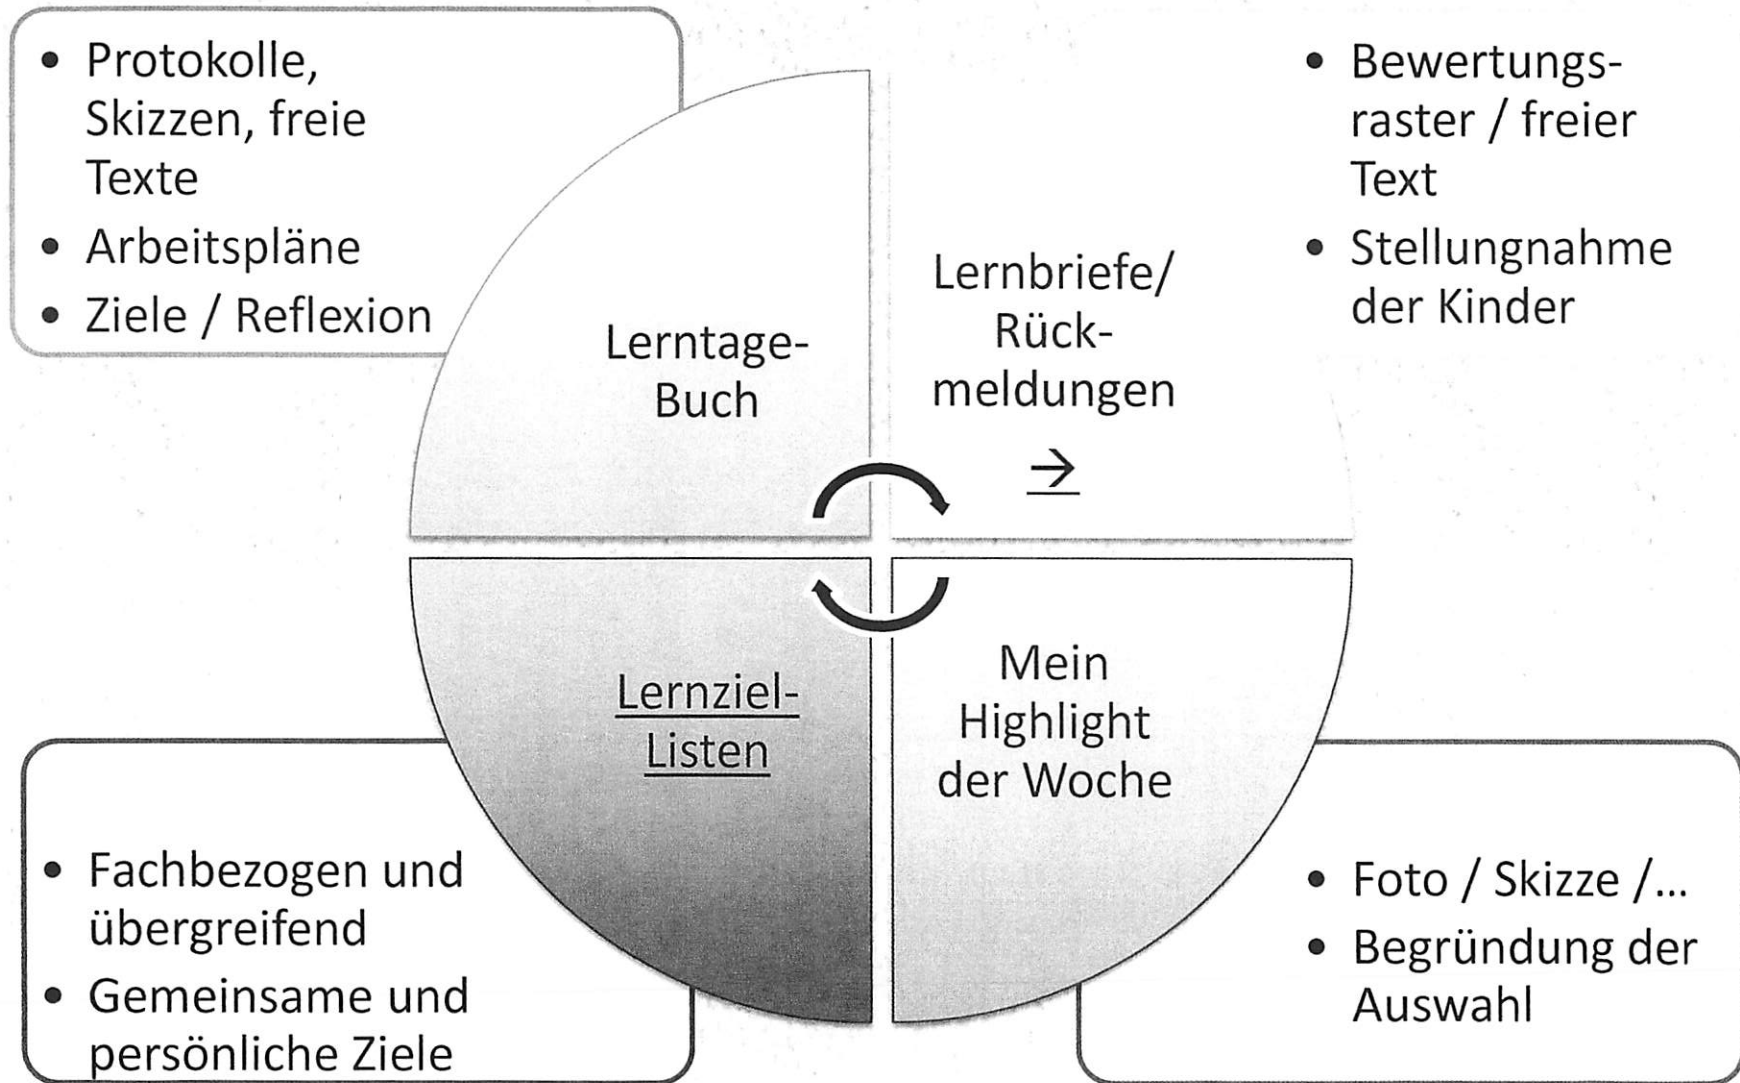 • Protokolle,
Skizzen, freie
Texte
• Arbeitspläne
• Ziele / Reflexion
Lerntage-
Buch
Lernbriefe/
Rück-
meldungen
→
• Bewertungs-
raster / freier
Text
• Stellungnahme
der Kinder
Lernziel-
Listen
• Fachbezogen und
übergreifend
• Gemeinsame und
persönliche Ziele
Mein
Highlight
der Woche
• Foto / Skizze /...
• Begründung der
Auswahl